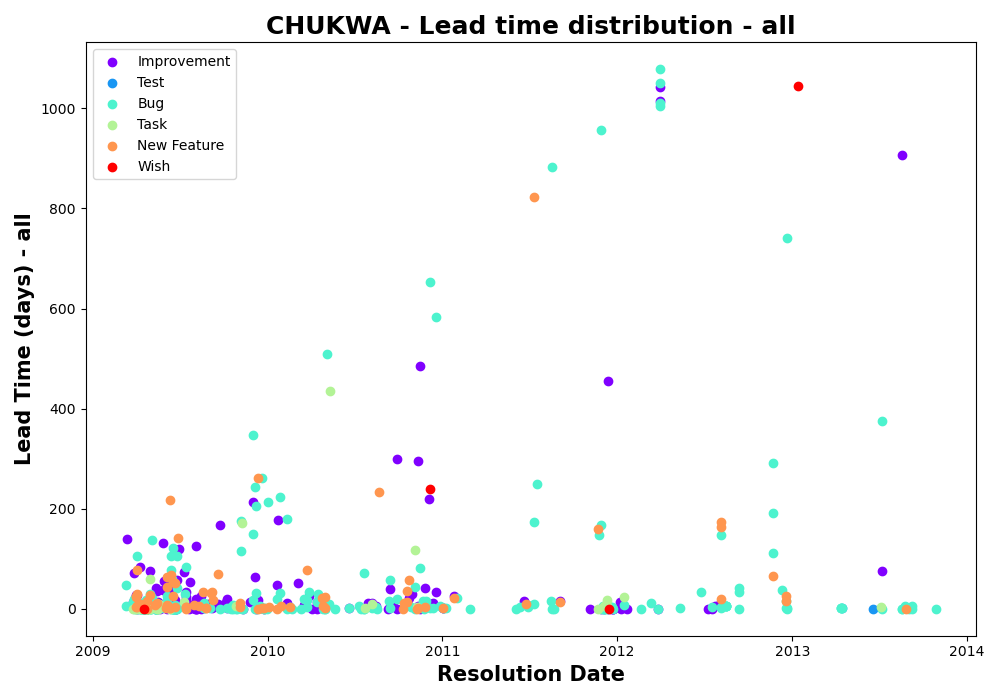 CHUKWA - Lead time distribution - all
Improvement
Test
Bug
Task
New Feature
Wish
Lead Time (days) - all
1000
800
600
400
200
0
2009
2010
2011
2012
2013
2014
Resolution Date